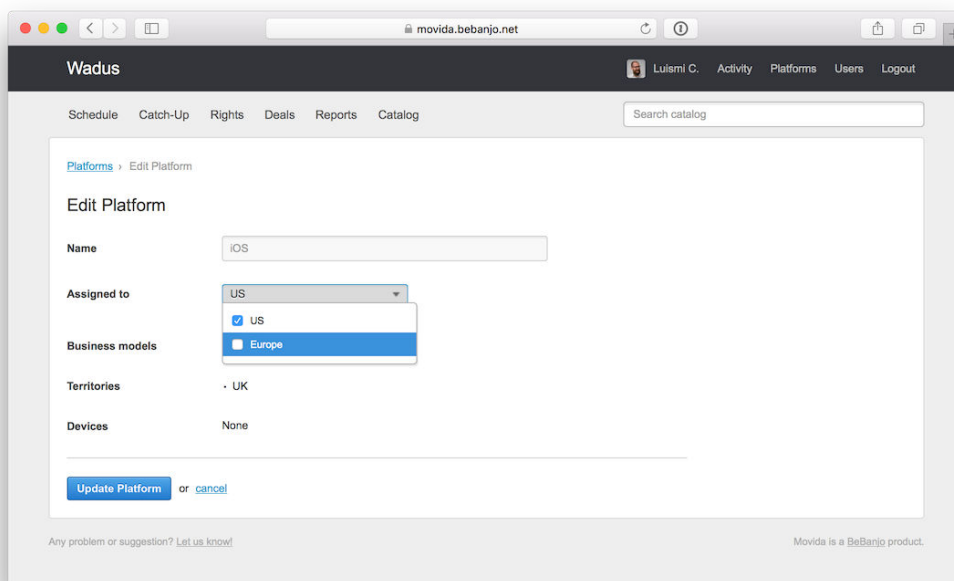 movida.bebanjo.net
Wadus
Luismi C. Activity Platforms Users Logout
Schedule Catch-Up Rights Deals Reports Catalog
Search catalog
Platforms › Edit Platform
Edit Platform
Name
iOS
Assigned to
US
US
Europe
Business models
Territories
· UK
Devices
None
Update Platform or cancel
Any problem or suggestion? Let us know!
Movida is a BeBanjo product.